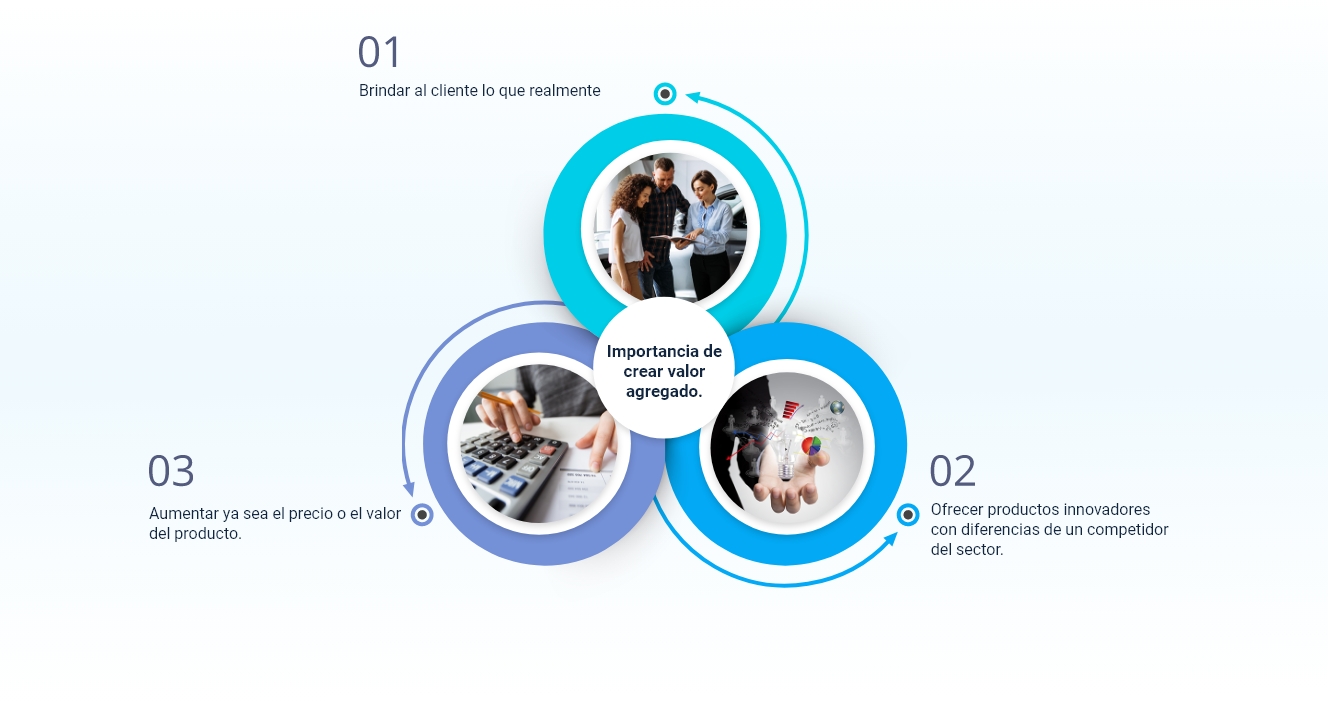 01
Brindar al cliente lo que realmente
Importancia de
crear valor
agregado.
02
Ofrecer productos innovadores
con diferencias de un competidor
del sector.
03
Aumentar ya sea el precio o el valor
del producto.